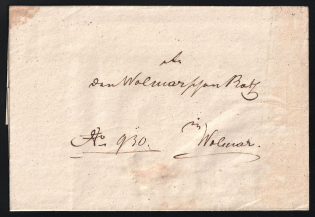 An
den Wolmarschen Rath
in
No 930. Wolmar.